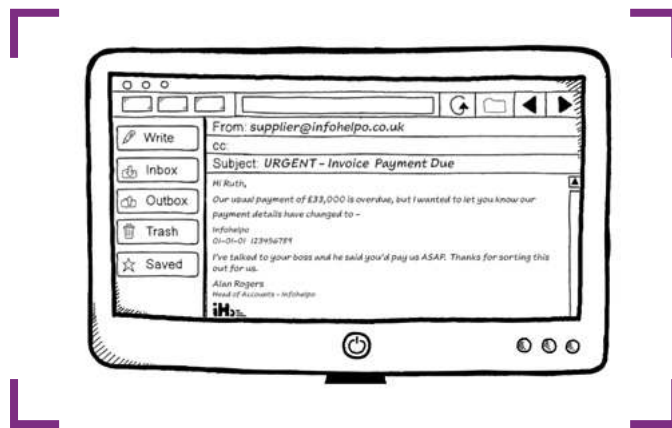 Write
Inbox
Outbox
Trash
Saved
From: supplier@infohelpo.co.uk
cc:
Subject: URGENT - Invoice Payment Due
Hi Ruth,
Our usual payment of £33,000 is overdue, but I wanted to let you know our
payment details have changed to -
Infohelpo
01-01-01 123456789
I've talked to your boss and he said you'd pay us ASAP. Thanks for sorting this
out for us.
Alan Rogers
Head of Accounts - Infohelpo
iH